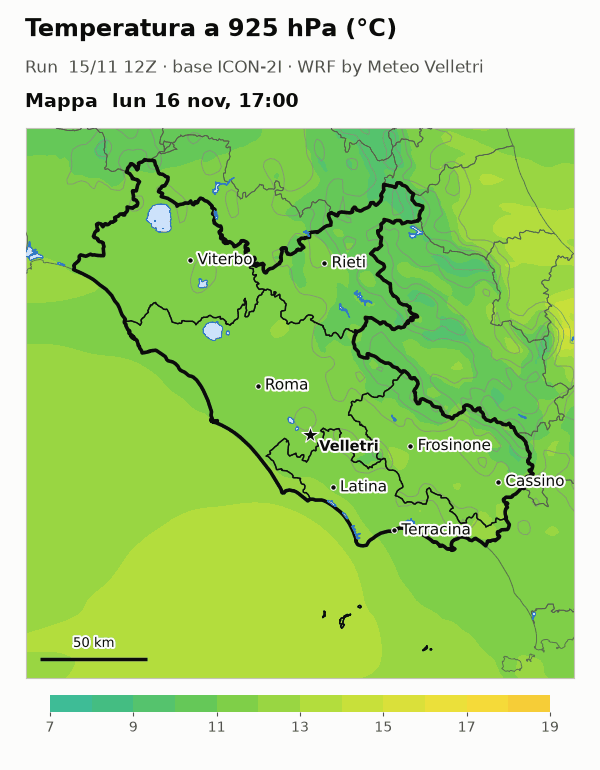 Temperatura a 925 hPa (°C)
Run  15/11 12Z · base ICON-2I · WRF by Meteo Velletri
Mappa  lun 16 nov, 17:00
Viterbo
Rieti
Roma
Velletri
Frosinone
Cassino
Latina
Terracina
50 km
7 9 11 13 15 17 19